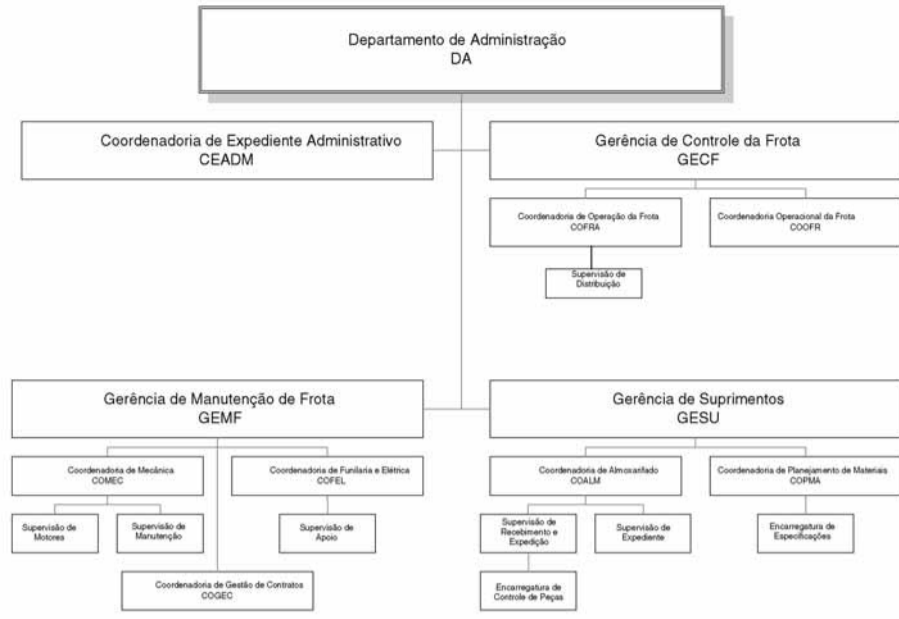 Departamento de Administração
DA
Coordenadoria de Expediente Administrativo
CEADM
Gerência de Controle da Frota
GECF
Coordenadoria de Operação da Frota
COFRA
Coordenadoria Operacional da Frota
COOFR
Supervisão de
Distribuição
Gerência de Manutenção de Frota
GEMF
Gerência de Suprimentos
GESU
Coordenadoria de Mecânica
COMEC
Coordenadoria de Funilaria e Elétrica
COFEL
Coordenadoria de Almoxarifado
COALM
Coordenadoria de Planejamento de Materiais
COPMA
Supervisão de
Motores
Supervisão de
Manutenção
Supervisão de
Apoio
Supervisão de
Recebimento e
Expedição
Supervisão de
Expediente
Encarregatura de
Especificações
Coordenadoria de Gestão de Contratos
COGEC
Encarregatura de
Controle de Peças